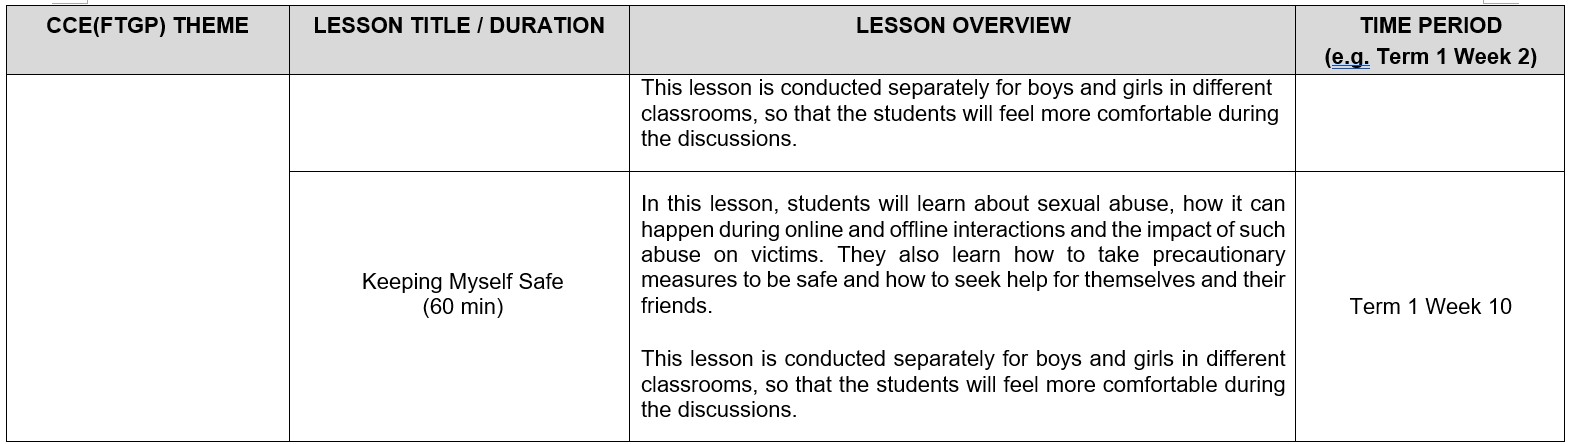 CCE(FTGP) THEME
LESSON TITLE / DURATION
LESSON OVERVIEW
TIME PERIOD
(e.g. Term 1 Week 2)
This lesson is conducted separately for boys and girls in different
classrooms, so that the students will feel more comfortable during
the discussions.
Keeping Myself Safe
(60 min)
In this lesson, students will learn about sexual abuse, how it can
happen during online and offline interactions and the impact of such
abuse on victims. They also learn how to take precautionary
measures to be safe and how to seek help for themselves and their
friends.
This lesson is conducted separately for boys and girls in different
classrooms, so that the students will feel more comfortable during
the discussions.
Term 1 Week 10